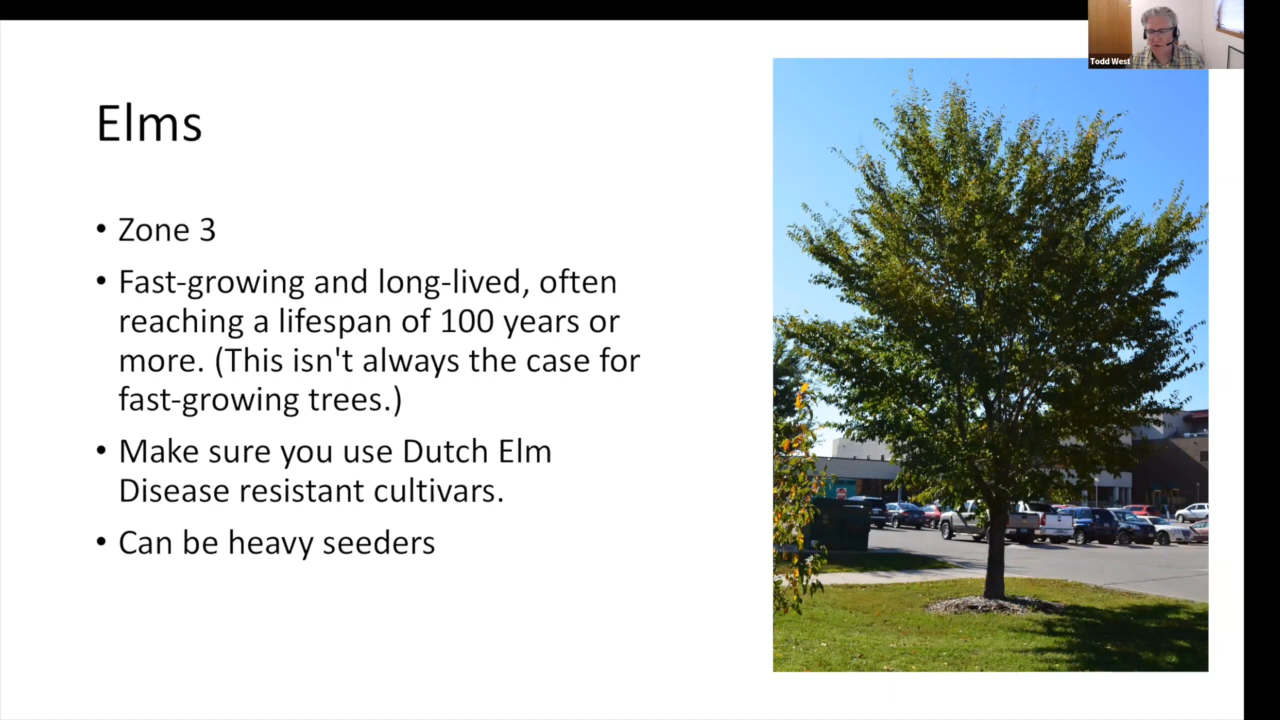 Todd West
Elms
• Zone 3
• Fast-growing and long-lived, often
reaching a lifespan of 100 years or
more. (This isn't always the case for
fast-growing trees.)
• Make sure you use Dutch Elm
Disease resistant cultivars.
• Can be heavy seeders